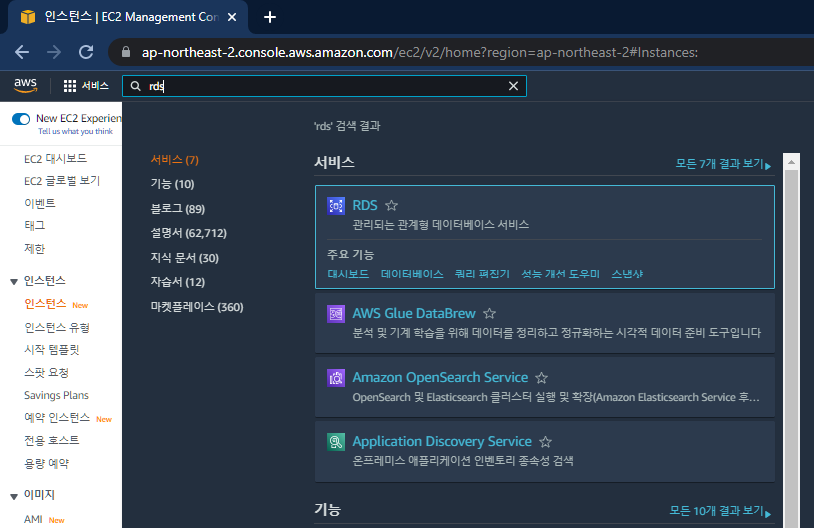 인스턴스 | EC2 Management Con
ap-northeast-2.console.aws.amazon.com/ec2/v2/home?region=ap-northeast-2#Instances:
aws
서비스
rds
New EC2 Experien
Tell us what you think
EC2 대시보드
EC2 글로벌 보기
이벤트
태그
제한
인스턴스
인스턴스 New
인스턴스 유형
시작 템플릿
스팟 요청
Savings Plans
예약 인스턴스 New
전용 호스트
용량 예약
이미지
AMI New
서비스 (7)
기능 (10)
블로그 (89)
설명서 (62,712)
지식 문서 (30)
자습서 (12)
마켓플레이스 (360)
'rds' 검색 결과
서비스
모든 7개 결과 보기
RDS
관리되는 관계형 데이터베이스 서비스
주요 기능
대시보드 데이터베이스 쿼리 편집기 성능 개선 도우미 스냅샷
AWS Glue DataBrew
분석 및 기계 학습을 위해 데이터를 정리하고 정규화하는 시각적 데이터 준비 도구입니다
Amazon OpenSearch Service
OpenSearch 및 Elasticsearch 클러스터 실행 및 확장(Amazon Elasticsearch Service 후...
Application Discovery Service
온프레미스 애플리케이션 인벤토리 종속성 검색
기능
모든 10개 결과 보기